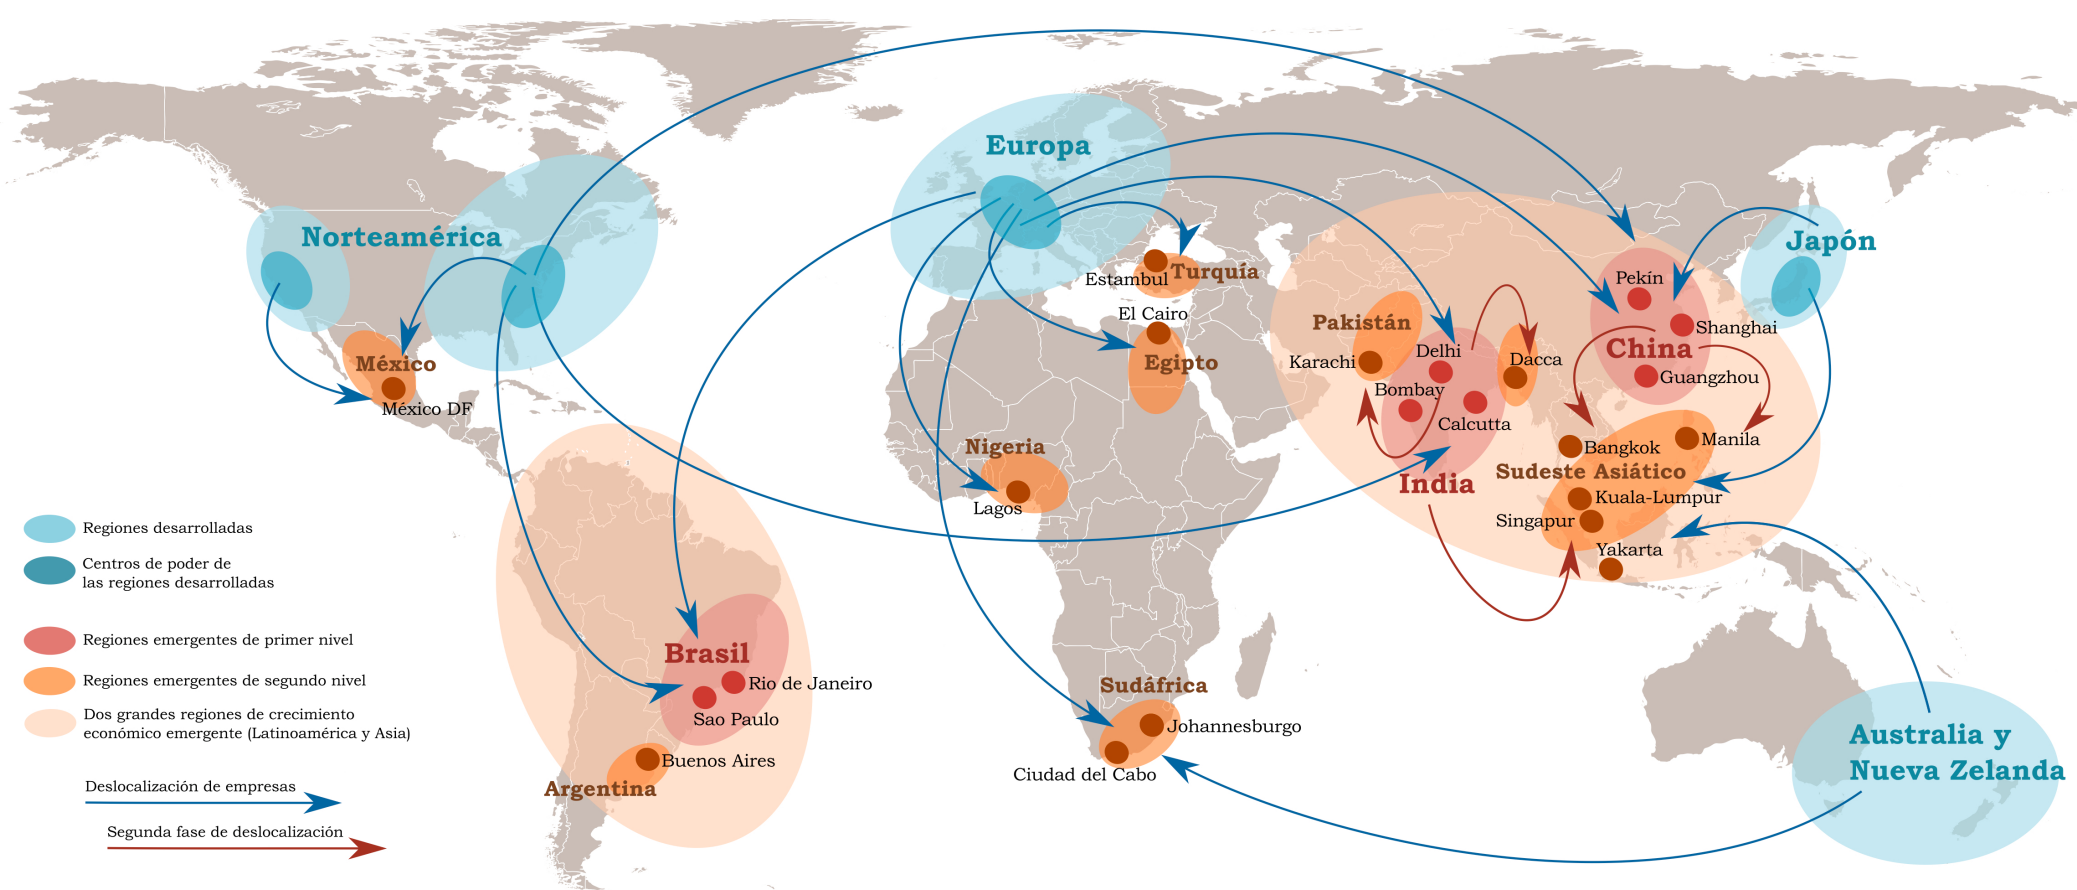 Europa
Norteamérica
Japón
Turquía
Estambul
Pekín
El Cairo
Pakistán
Shanghai
China
Delhi
Dacca
Karachi
México
Egipto
Guangzhou
Bombay
México DF
Calcutta
Manila
Nigeria
Bangkok
Sudeste Asiático
India
Kuala-Lumpur
Lagos
Singapur
Yakarta
Brasil
Rio de Janeiro
Sao Paulo
Sudáfrica
Johannesburgo
Ciudad del Cabo
Buenos Aires
Argentina
Australia y
Nueva Zelanda
Regiones desarrolladas
Centros de poder de
las regiones desarrolladas
Regiones emergentes de primer nivel
Regiones emergentes de segundo nivel
Dos grandes regiones de crecimiento
económico emergente (Latinoamérica y Asia)
Deslocalización de empresas
Segunda fase de deslocalización